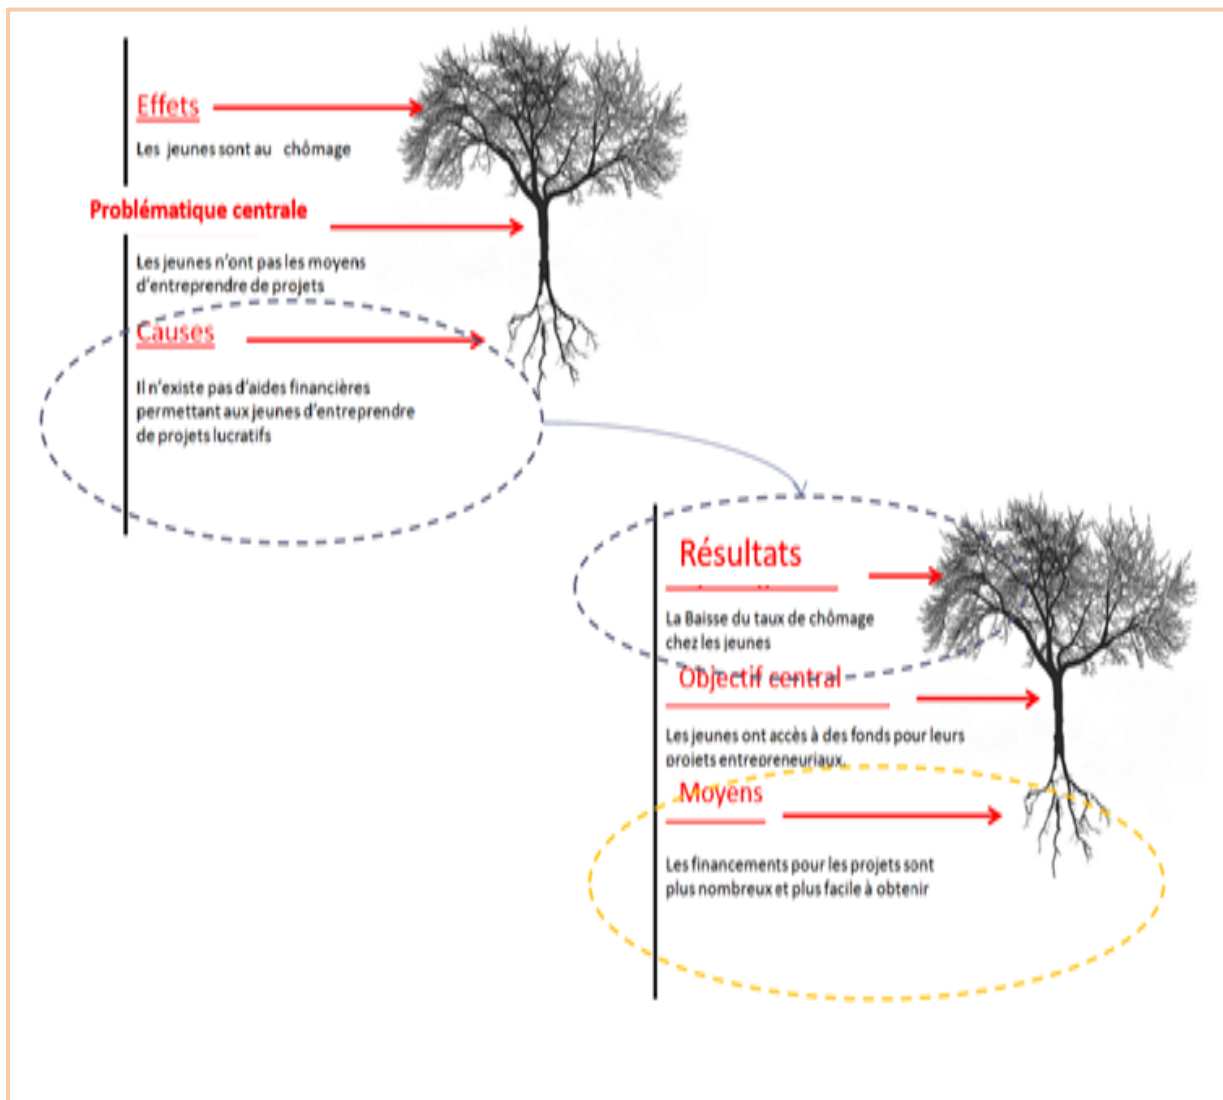 Effets
Les jeunes sont au chômage
Problématique centrale
Les jeunes n'ont pas les moyens
d'entreprendre de projets
Causes
Il n'existe pas d'aides financières
permettant aux jeunes d'entreprendre
de projets lucratifs
Résultats
La Baisse du taux de chômage
chez les jeunes
Objectif central
Les jeunes ont accès à des fonds pour leurs
projets entrepreneuriaux.
Moyens
Les financements pour les projets sont
plus nombreux et plus facile à obtenir